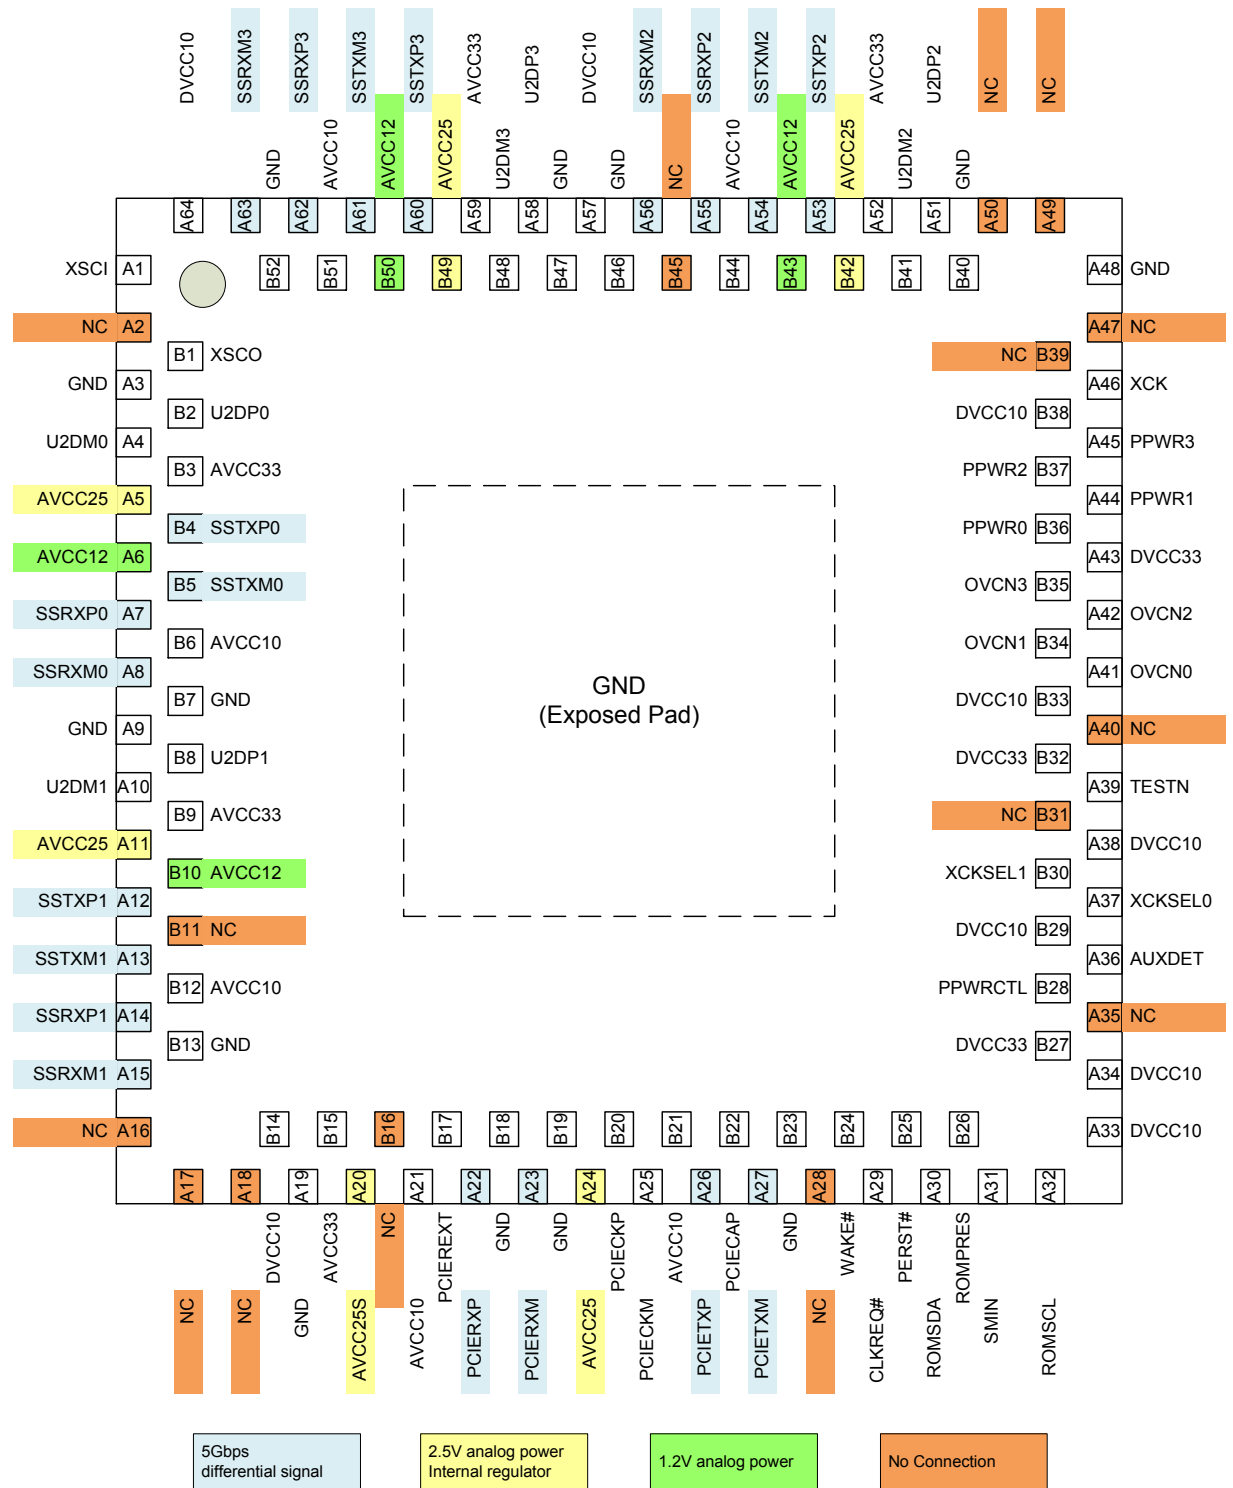 DVCC10
SSRXM3
SSRXP3
SSTXM3
SSTXP3
AVCC33
U2DP3
DVCC10
SSRXM2
SSRXP2
SSTXM2
SSTXP2
AVCC33
U2DP2
NC
NC
GND
AVCC10
AVCC12
AVCC25
U2DM3
GND
GND
NC
AVCC10
AVCC12
AVCC25
U2DM2
GND
A64
A63
A62
A61
A60
A59
A58
A57
A56
A55
A54
A53
A52
A51
A50
A49
B52
B51
B50
B49
B48
B47
B46
B45
B44
B43
B42
B41
B40
XSCI A1
NC A2
GND A3
U2DM0 A4
AVCC25 A5
AVCC12 A6
SSRXP0 A7
SSRXM0 A8
GND A9
U2DM1 A10
AVCC25 A11
SSTXP1 A12
SSTXM1 A13
SSRXP1 A14
SSRXM1 A15
NC A16
B1 XSCO
B2 U2DP0
B3 AVCC33
B4 SSTXP0
B5 SSTXM0
B6 AVCC10
B7 GND
B8 U2DP1
B9 AVCC33
B10 AVCC12
B11 NC
B12 AVCC10
B13 GND
GND
(Exposed Pad)
NC B39
DVCC10 B38
PPWR2 B37
PPWR0 B36
OVCN3 B35
OVCN1 B34
DVCC10 B33
DVCC33 B32
NC B31
XCKSEL1 B30
DVCC10 B29
PPWRCTL B28
DVCC33 B27
A48 GND
A47 NC
A46 XCK
A45 PPWR3
A44 PPWR1
A43 DVCC33
A42 OVCN2
A41 OVCN0
A40 NC
A39 TESTN
A38 DVCC10
A37 XCKSEL0
A36 AUXDET
A35 NC
A34 DVCC10
A33 DVCC10
B14
B15
B16
B17
B18
B19
B20
B21
B22
B23
B24
B25
B26
A17
A18
A19
A20
A21
A22
A23
A24
A25
A26
A27
A28
A29
A30
A31
A32
DVCC10
AVCC33
NC
PCIEREXT
GND
GND
PCIECKP
AVCC10
PCIECAP
GND
WAKE#
PERST#
ROMPRES
NC
NC
GND
AVCC25S
AVCC10
PCIERXP
PCIERXM
AVCC25
PCIECKM
PCIETXP
PCIETXM
NC
CLKREQ#
ROMSDA
SMIN
ROMSCL
5Gbps
differential signal
2.5V analog power
Internal regulator
1.2V analog power
No Connection